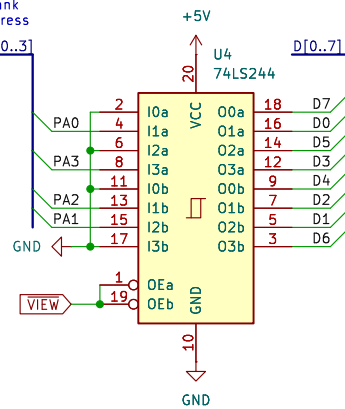 nk
ress
[0..3]
+5V
U4
74LS244
D[0..7]
20
VCC
2 I0a O0a 18 D7
PA0 4 I1a O1a 16 D0
6 I2a O2a 14 D5
PA3 8 I3a O3a 12 D3
11 I0b O0b 9 D4
PA2 13 I1b O1b 7 D2
PA1 15 I2b O2b 5 D1
GND 17 I3b O3b 3 D6
1 OEa
VIEW 19 OEb
GND
10
GND